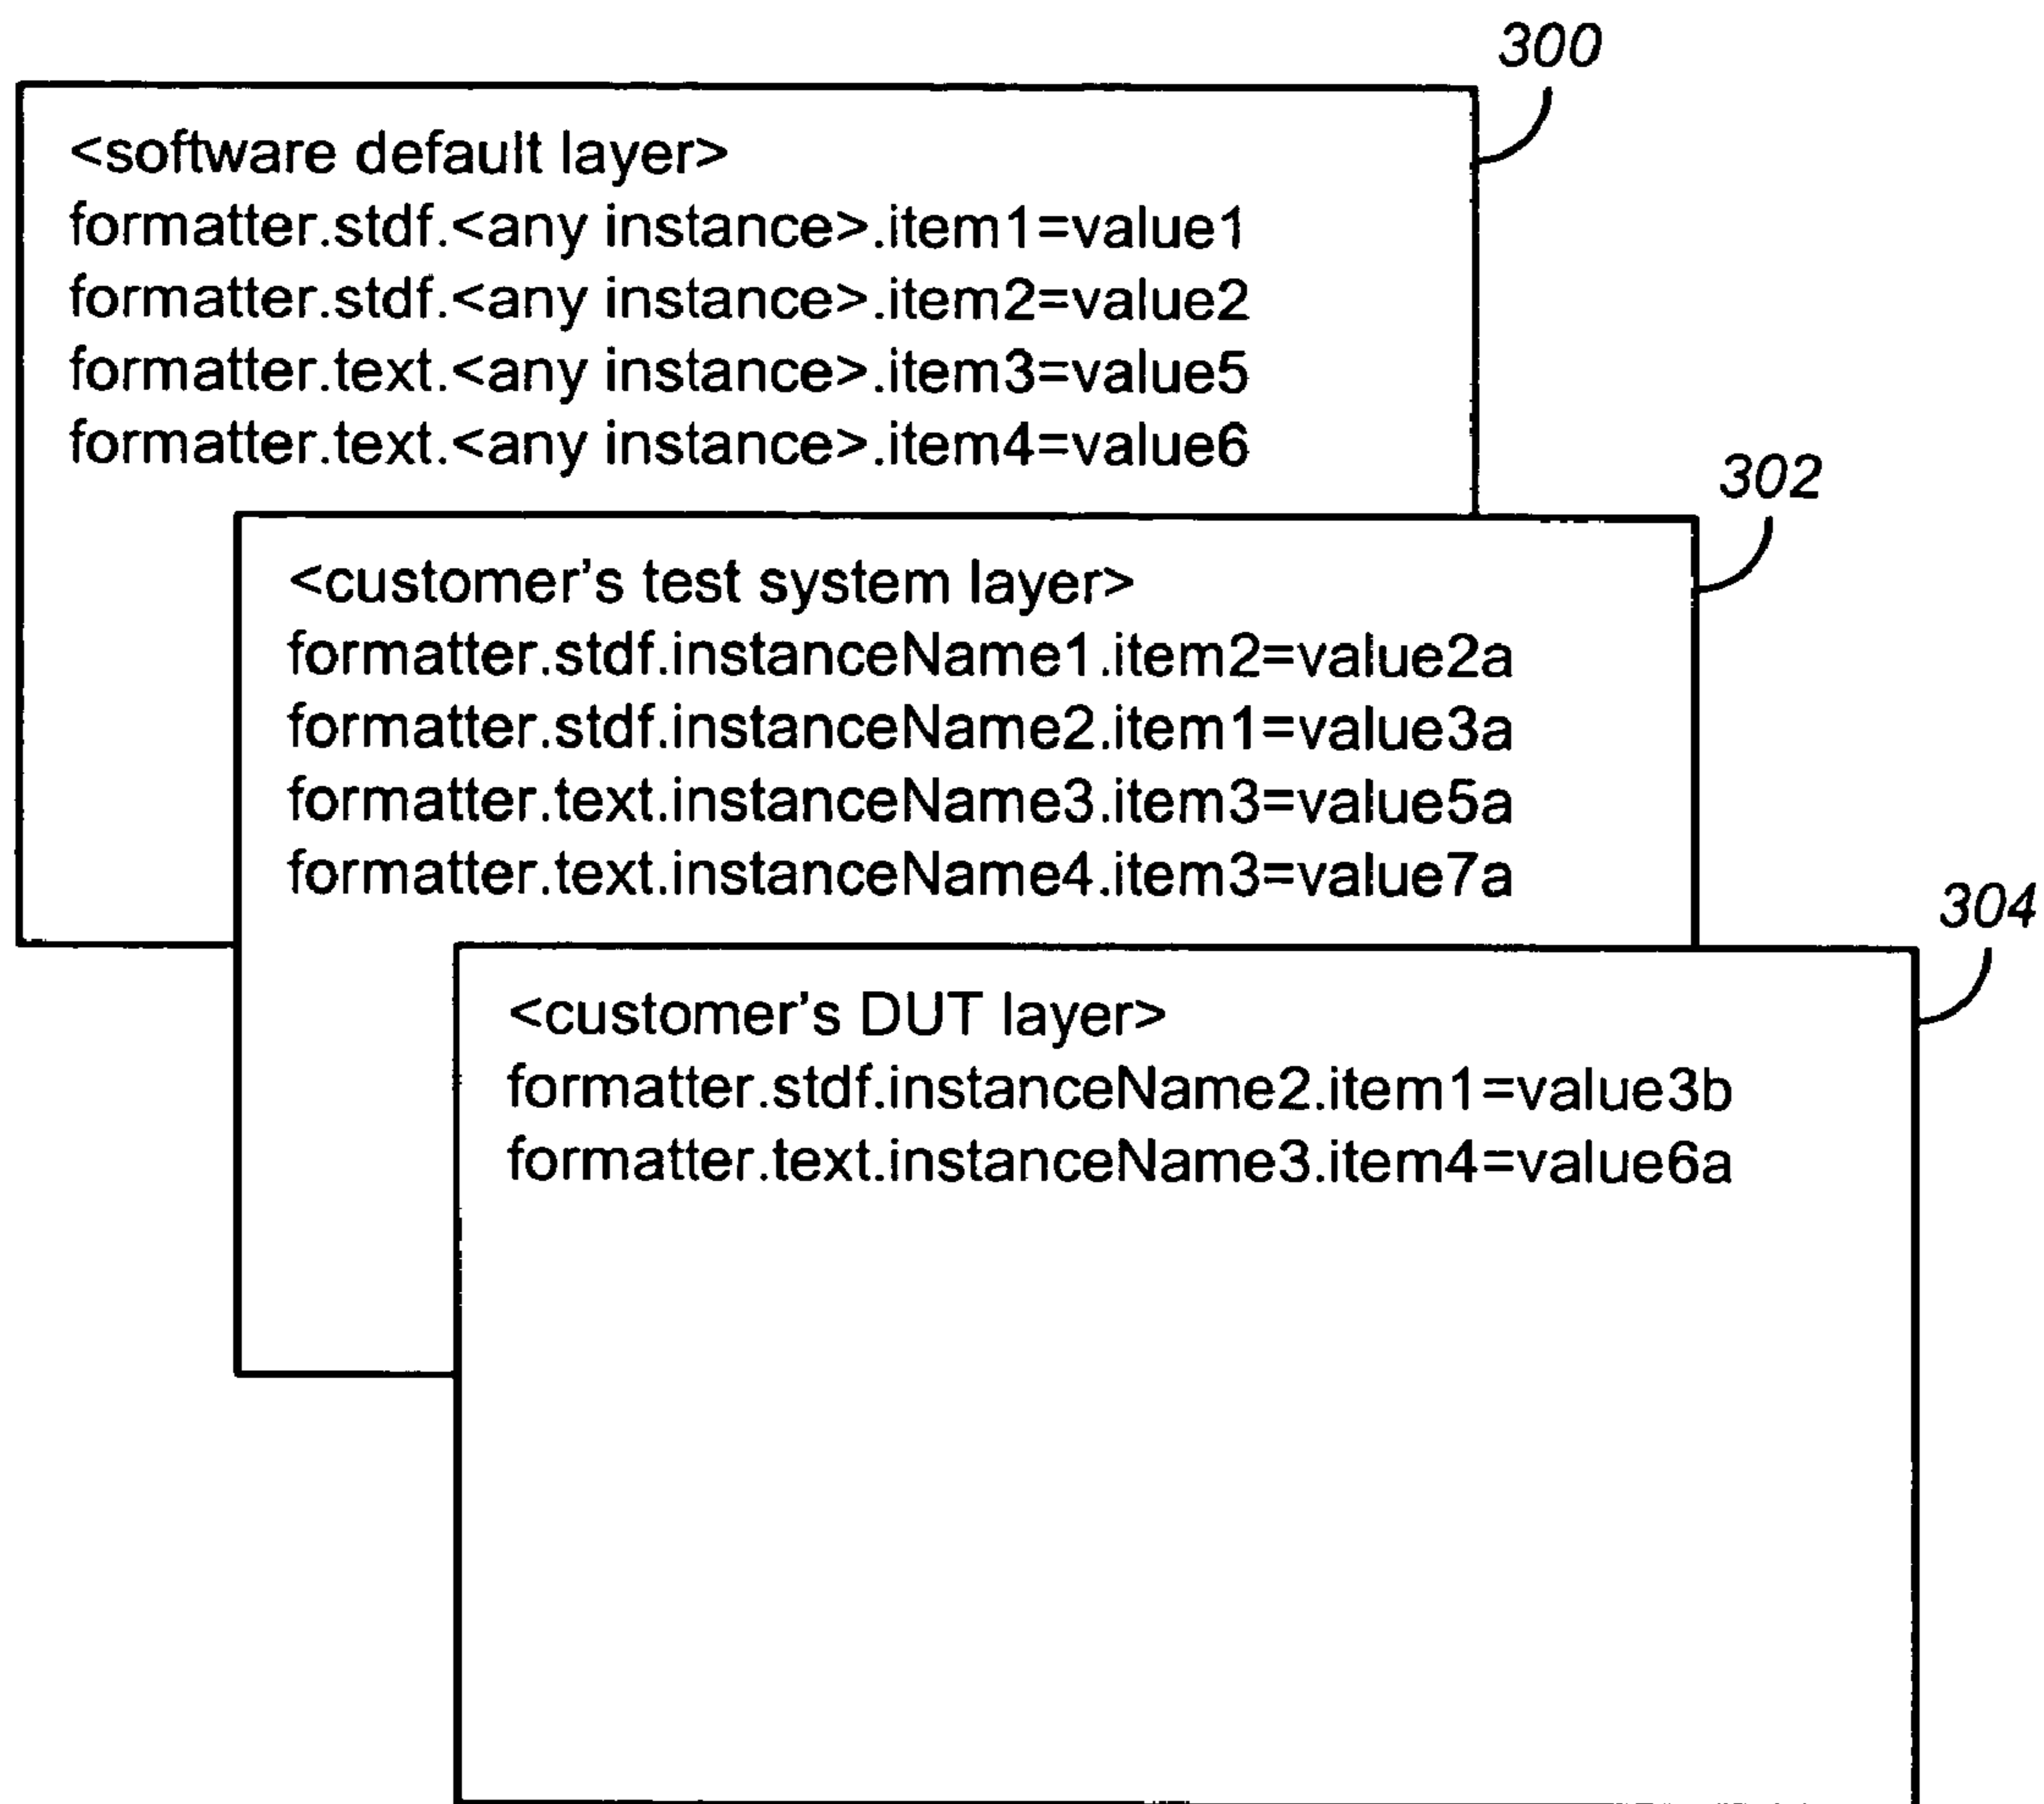 300
<software default layer>
formatter.stdf.<any instance>.item1=value1
formatter.stdf.<any instance>.item2=value2
formatter.text.<any instance>.item3=value5
formatter.text.<any instance>.item4=value6
302
<customer's test system layer>
formatter.stdf.instanceName1.item2=value2a
formatter.stdf.instanceName2.item1=value3a
formatter.text.instanceName3.item3=value5a
formatter.text.instanceName4.item3=value7a
304
<customer's DUT layer>
formatter.stdf.instanceName2.item1=value3b
formatter.text.instanceName3.item4=value6a